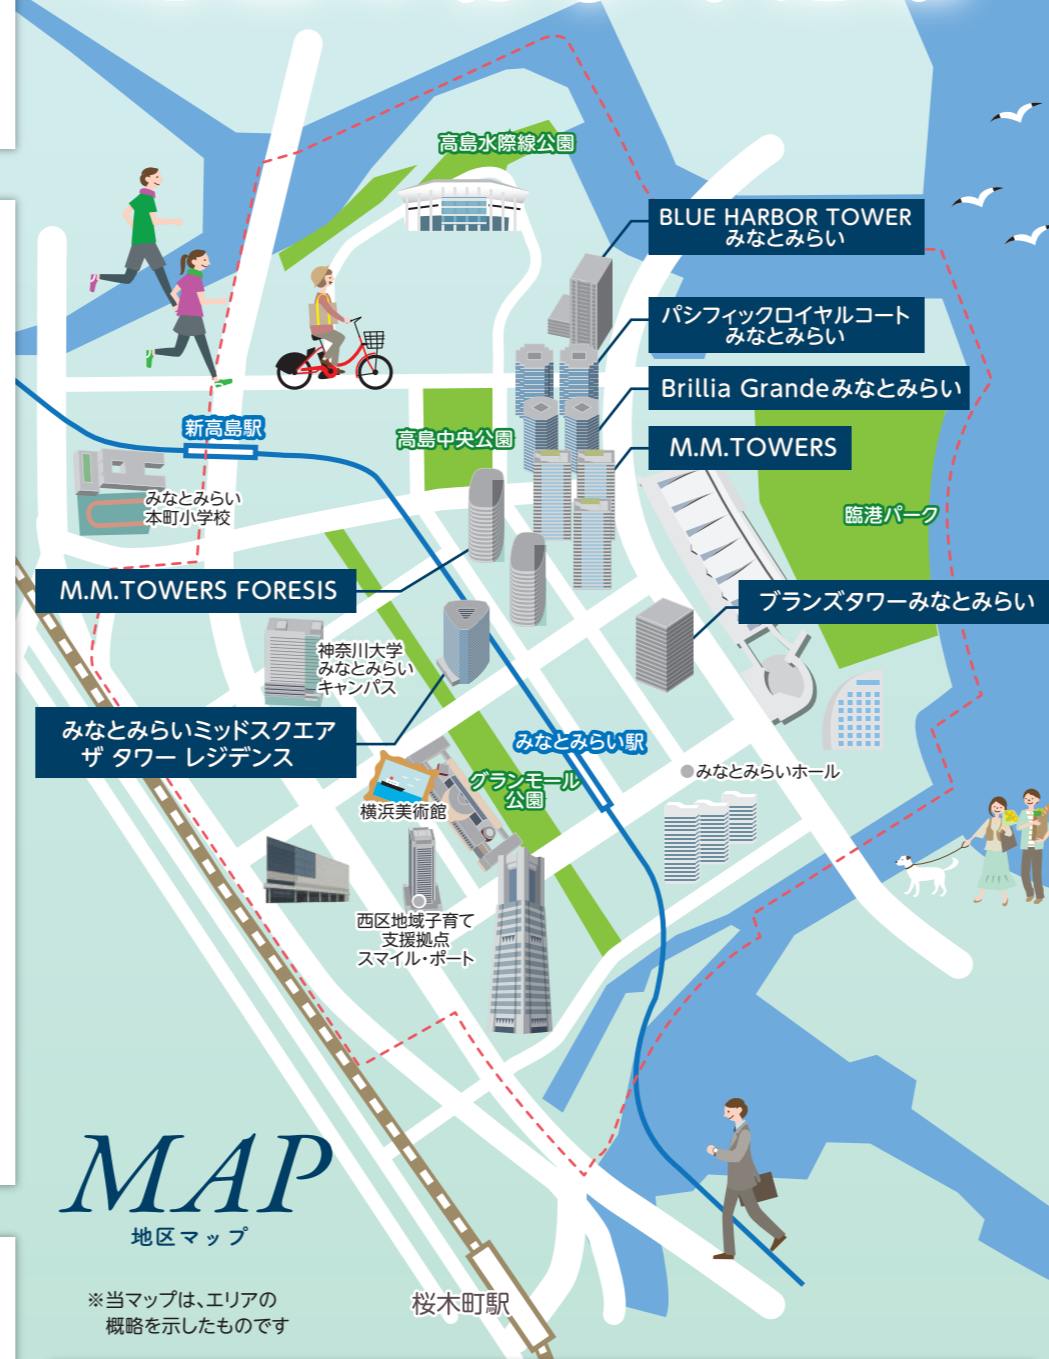 高島水際線公園
BLUE HARBOR TOWER
みなとみらい
パシフィックロイヤルコート
みなとみらい
Brillia Grandeみなとみらい
M.M.TOWERS
新高島駅
高島中央公園
みなとみらい
本町小学校
臨港パーク
M.M.TOWERS FORESIS
ブランズタワーみなとみらい
神奈川大学
みなとみらい
キャンパス
みなとみらいミッドスクエア
ザ タワー レジデンス
みなとみらい駅
グランモール
公園
みなとみらいホール
横浜美術館
西区地域子育て
支援拠点
スマイル・ポート
MAP
地区マップ
※当マップは、エリアの
概略を示したものです
桜木町駅